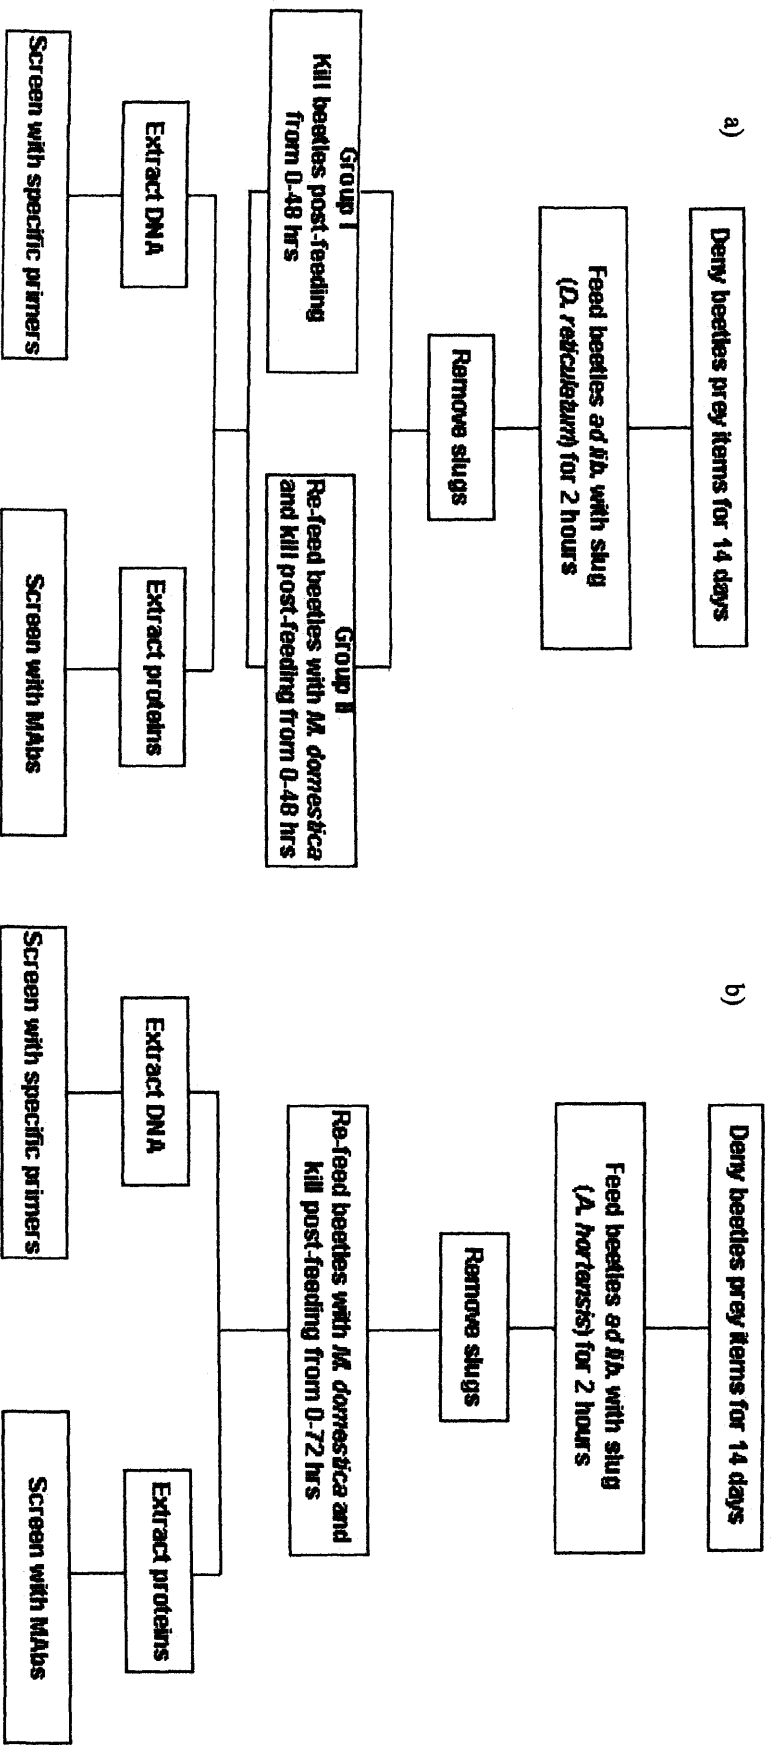 a)
Deny beetles prey items for 14 days
Feed beetles ad lib. with slug
(D. reticulatum) for 2 hours
Remove slugs
Group I
Kill beetles post-feeding
from 0-48 hrs
Group II
Re-feed beetles with M. domestica
and kill post-feeding from 0-48 hrs
Extract DNA
Extract proteins
Screen with specific primers
Screen with MAbs
b)
Deny beetles prey items for 14 days
Feed beetles ad lib. with slug
(A. hortensis) for 2 hours
Remove slugs
Re-feed beetles with M. domestica and
kill post-feeding from 0-72 hrs
Extract DNA
Extract proteins
Screen with specific primers
Screen with MAbs